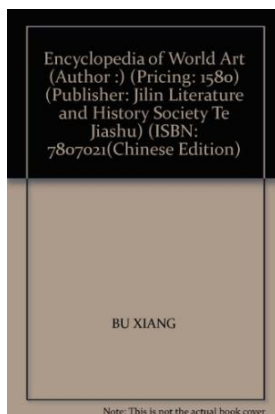 Encyclopedia of World Art
(Author :) (Pricing: 1580)
(Publisher: Jilin Literature
and History Society Te
Jiashu) (ISBN:
7807021(Chinese Edition)
BU XIANG
Note: This is not the actual book cover